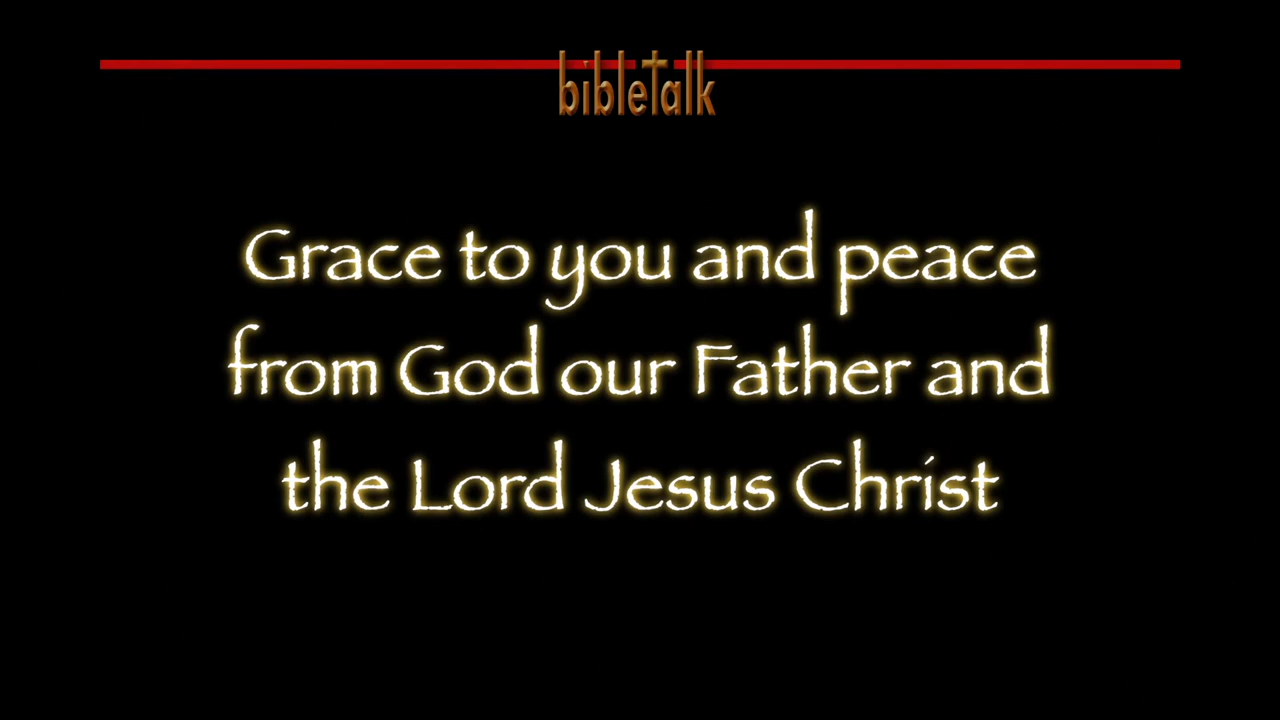 bibleTalk
Grace to you and peace
from God our Father and
the Lord Jesus Christ